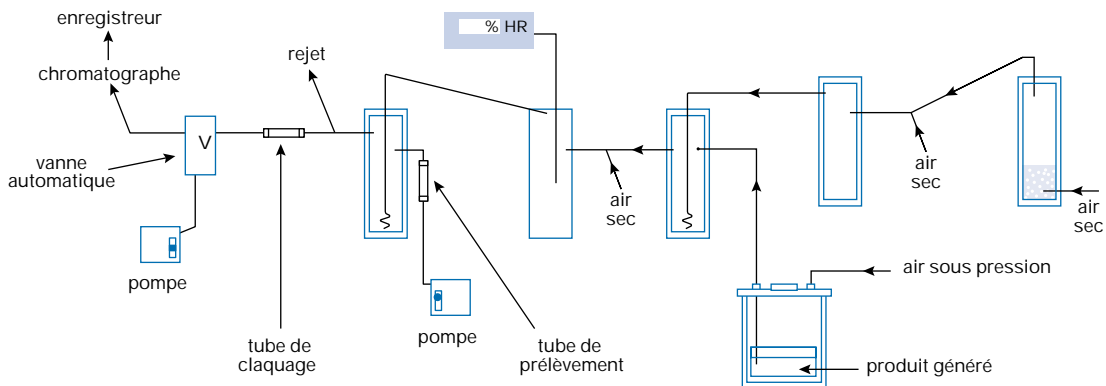 enregistreur
chromatographe
vanne
automatique
V
pompe
rejet
tube de
claquage
% HR
pompe
tube de
prélèvement
air
sec
air sous pression
produit généré
air
sec
air
sec